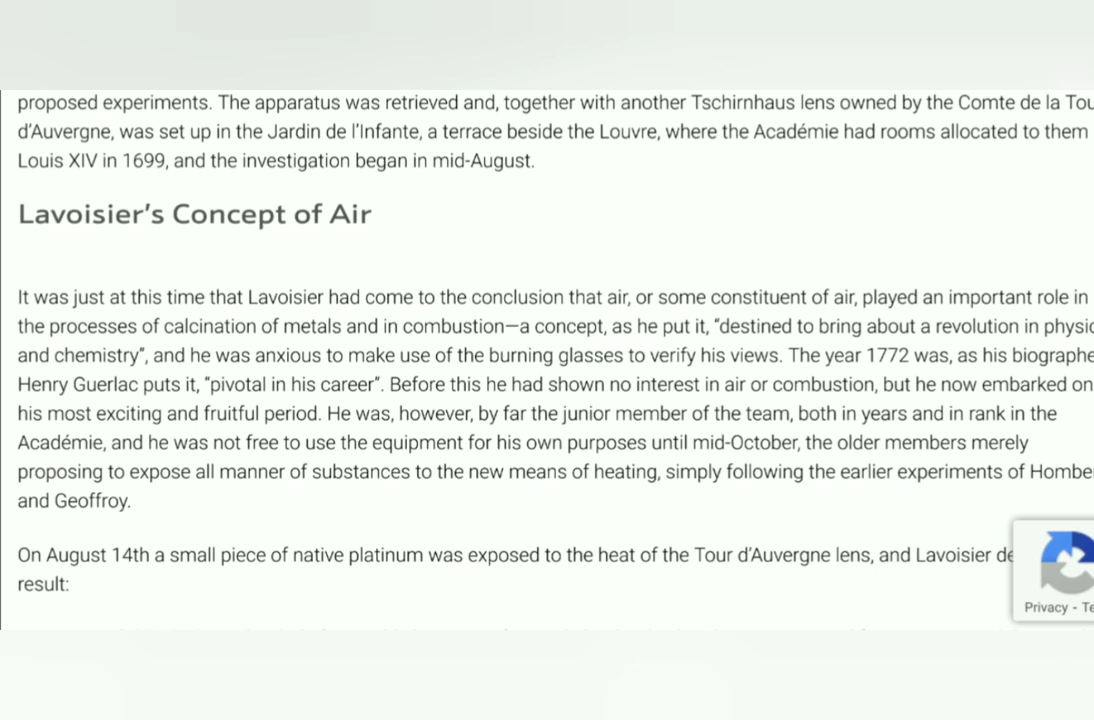 proposed experiments. The apparatus was retrieved and, together with another Tschirnhaus lens owned by the Comte de la Tou
d'Auvergne, was set up in the Jardin de l'Infante, a terrace beside the Louvre, where the Académie had rooms allocated to them
Louis XIV in 1699, and the investigation began in mid-August.
Lavoisier's Concept of Air
It was just at this time that Lavoisier had come to the conclusion that air, or some constituent of air, played an important role in
the processes of calcination of metals and in combustion—a concept, as he put it, "destined to bring about a revolution in physic
and chemistry", and he was anxious to make use of the burning glasses to verify his views. The year 1772 was, as his biographe
Henry Guerlac puts it, "pivotal in his career". Before this he had shown no interest in air or combustion, but he now embarked on
his most exciting and fruitful period. He was, however, by far the junior member of the team, both in years and in rank in the
Académie, and he was not free to use the equipment for his own purposes until mid-October, the older members merely
proposing to expose all manner of substances to the new means of heating, simply following the earlier experiments of Hombe
and Geoffroy.
On August 14th a small piece of native platinum was exposed to the heat of the Tour d'Auvergne lens, and Lavoisier de
result:
Privacy - Te